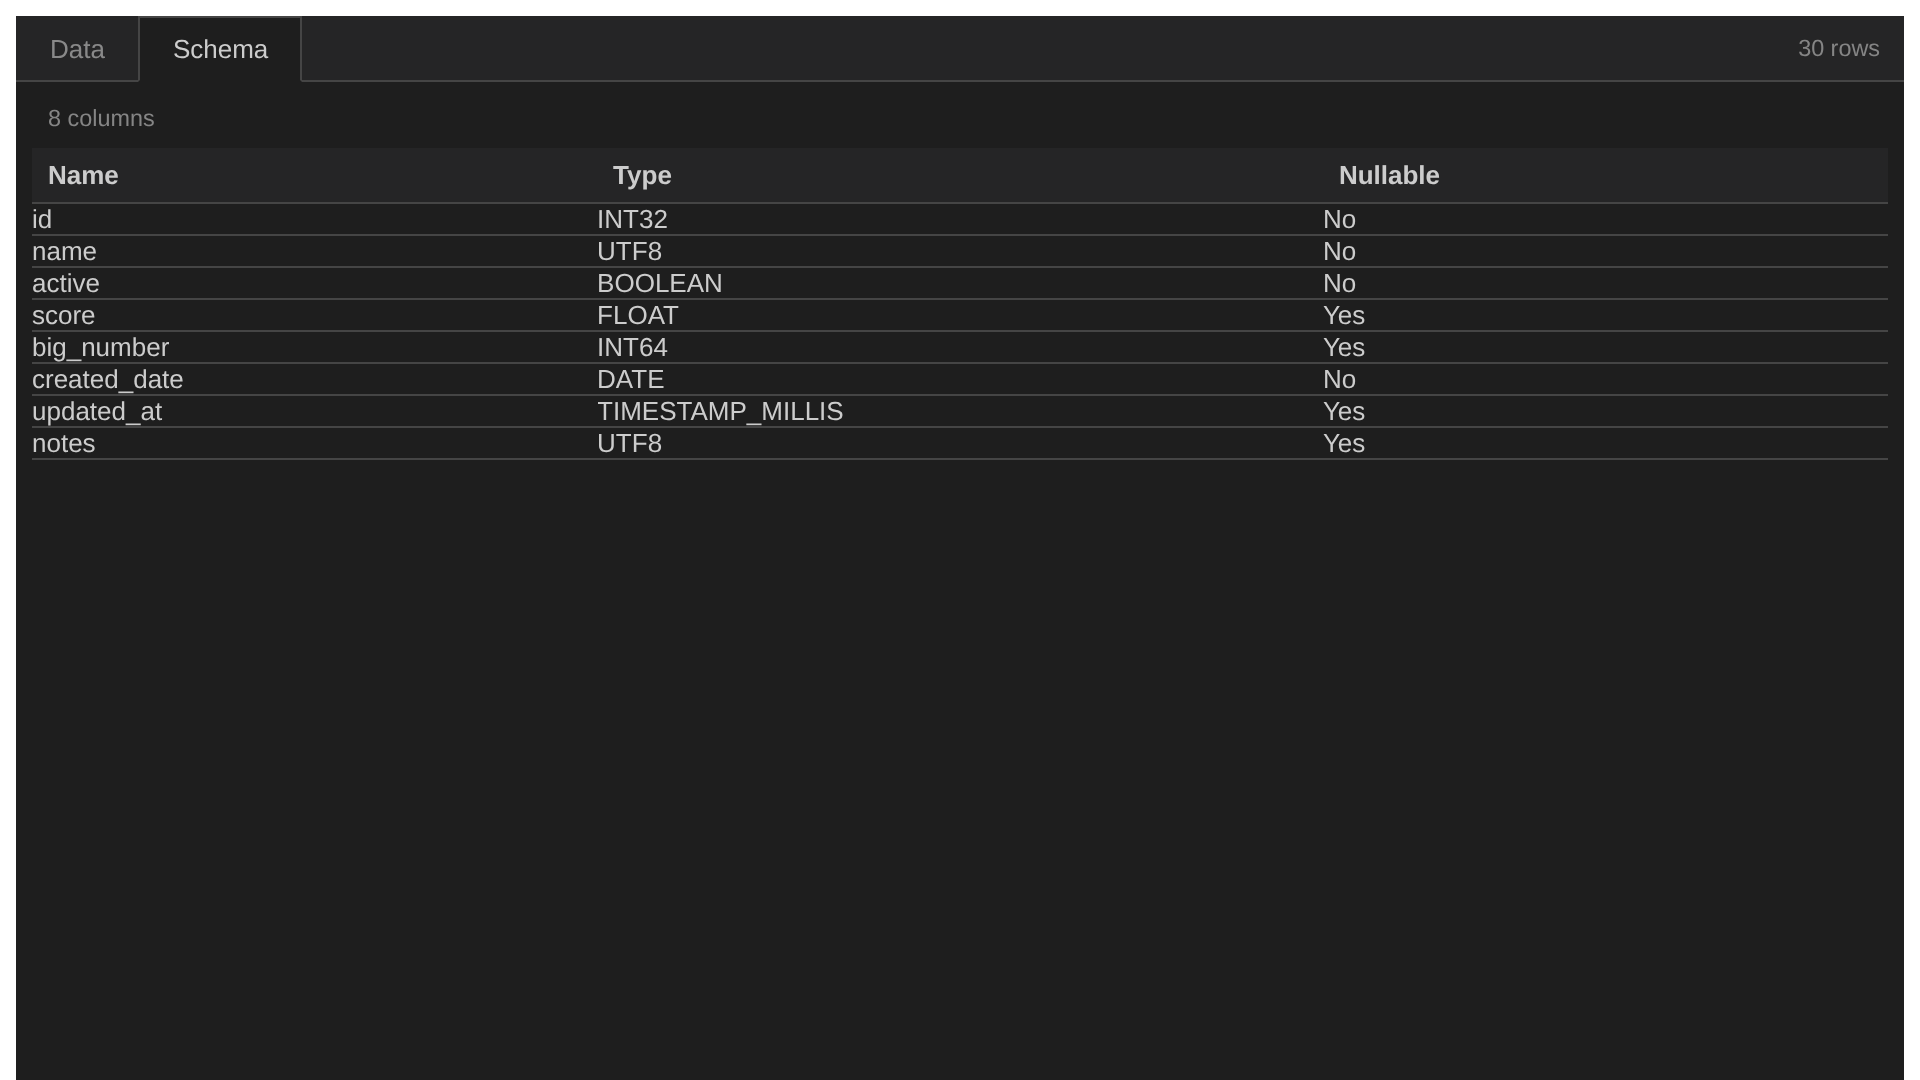 Data Schema 30 rows
8 columns
Name Type Nullable
id INT32 No
name UTF8 No
active BOOLEAN No
score FLOAT Yes
big_number INT64 Yes
created_date DATE No
updated_at TIMESTAMP_MILLIS Yes
notes UTF8 Yes